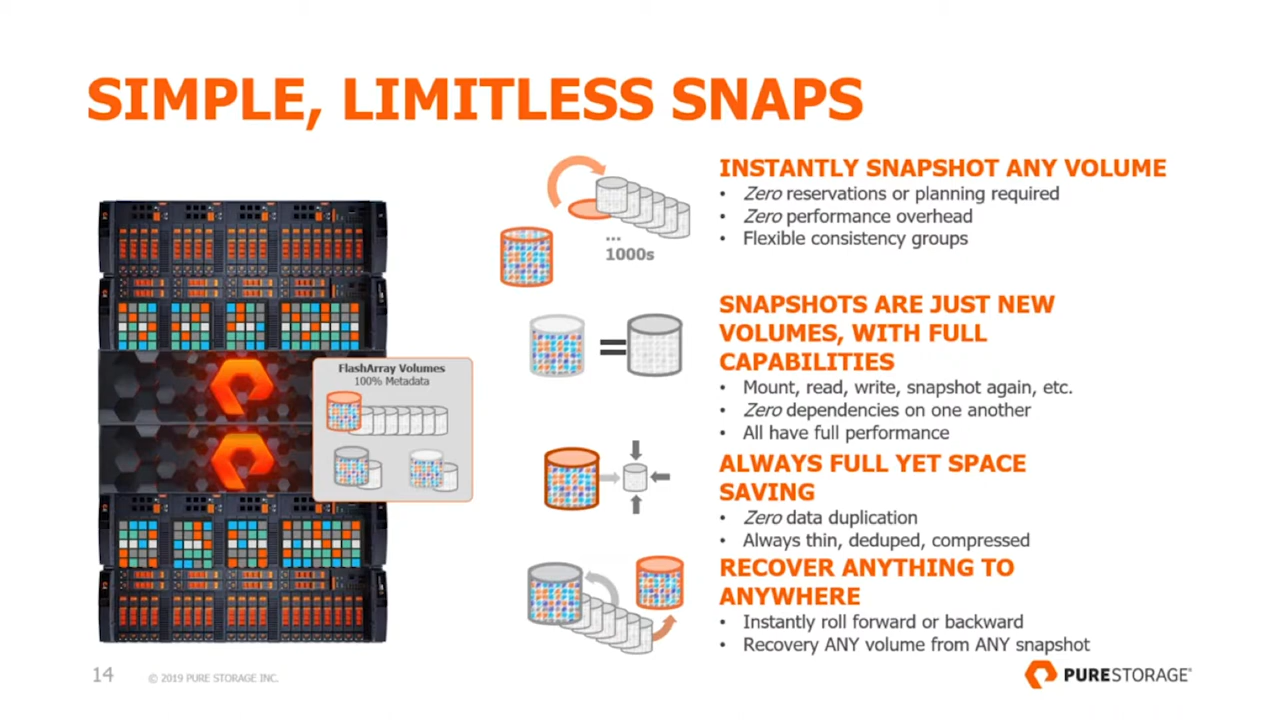 SIMPLE, LIMITLESS SNAPS
INSTANTLY SNAPSHOT ANY VOLUME
• Zero reservations or planning required
• Zero performance overhead
• Flexible consistency groups
...
1000s
SNAPSHOTS ARE JUST NEW
VOLUMES, WITH FULL
CAPABILITIES
• Mount, read, write, snapshot again, etc.
• Zero dependencies on one another
• All have full performance
=
FlashArray Volumes
100% Metadata
ALWAYS FULL YET SPACE
SAVING
• Zero data duplication
• Always thin, deduped, compressed
RECOVER ANYTHING TO
ANYWHERE
• Instantly roll forward or backward
• Recovery ANY volume from ANY snapshot
14
© 2019 PURE STORAGE INC.
PURESTORAGE®